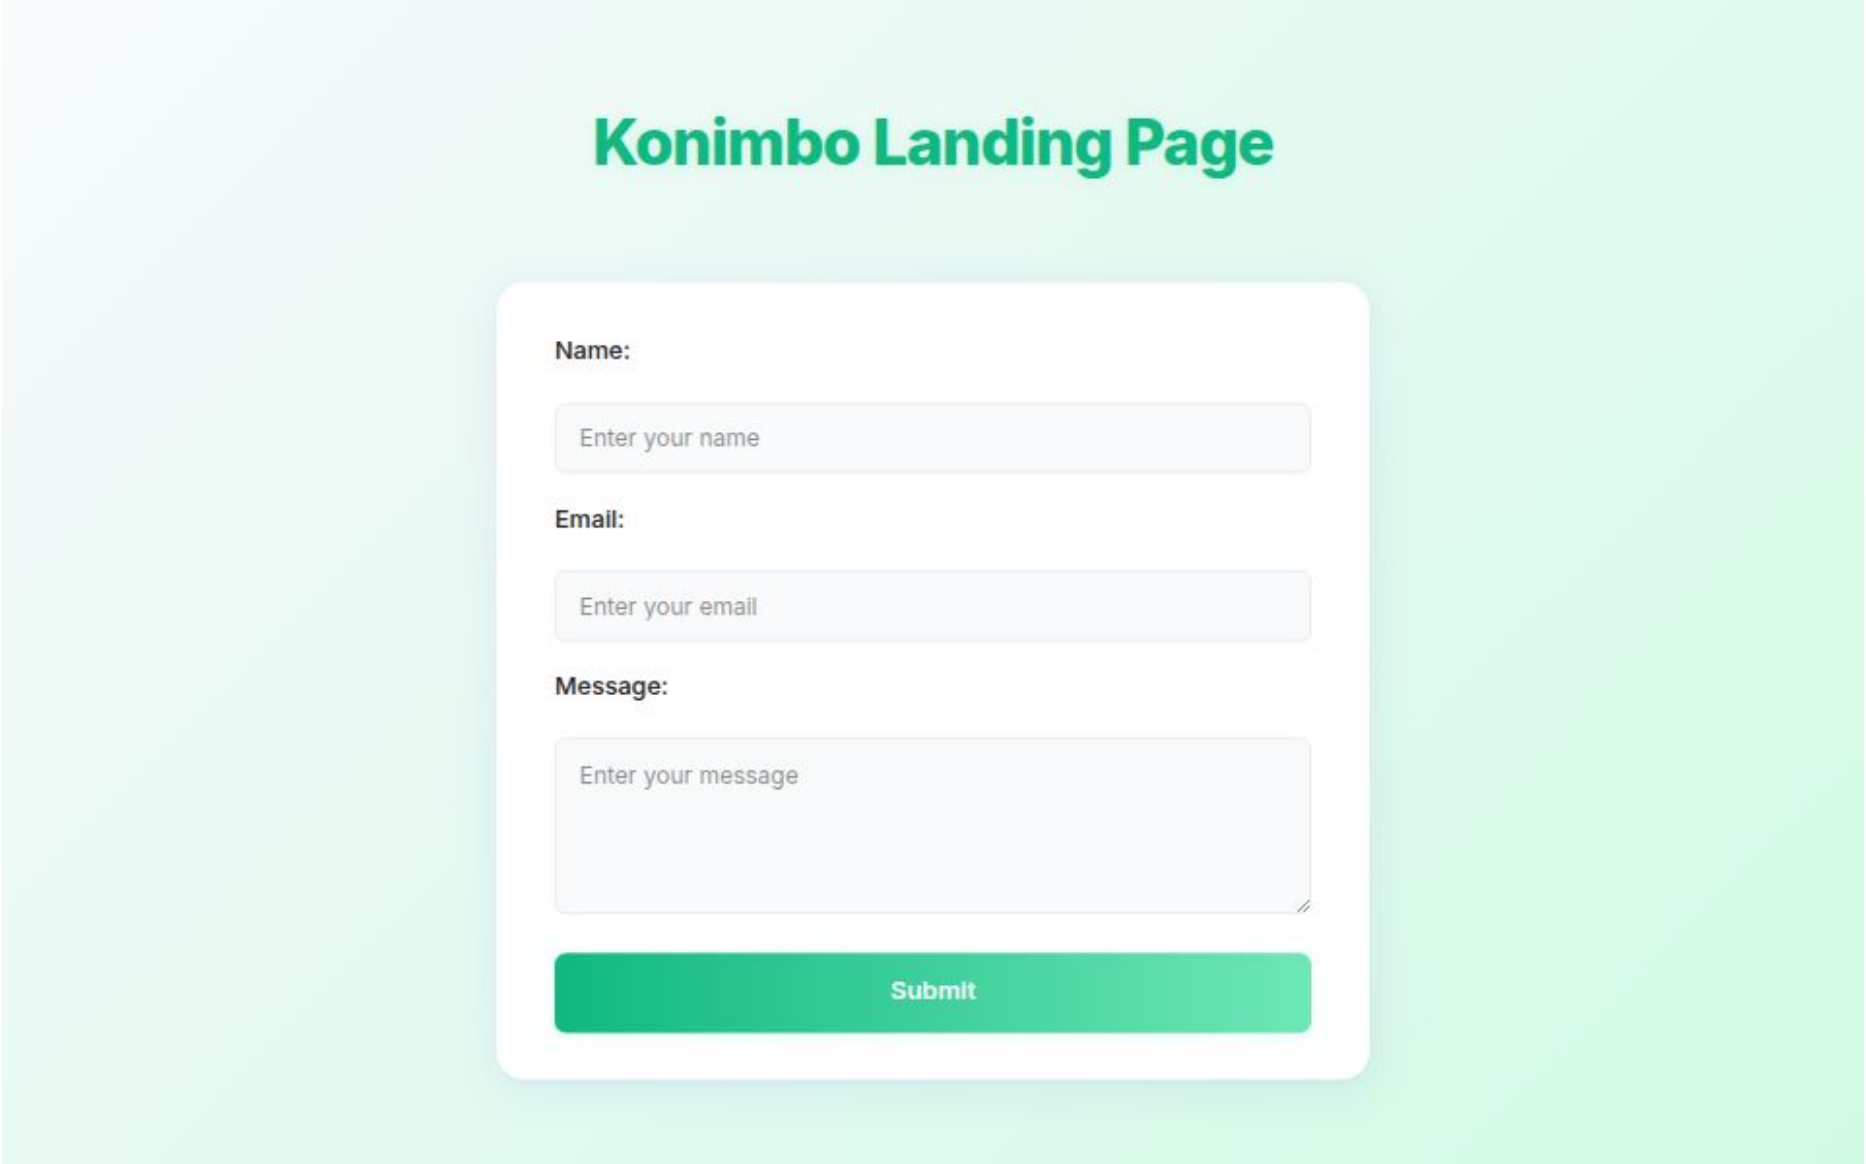 Konimbo Landing Page
Name:
Enter your name
Email:
Enter your email
Message:
Enter your message
Submit